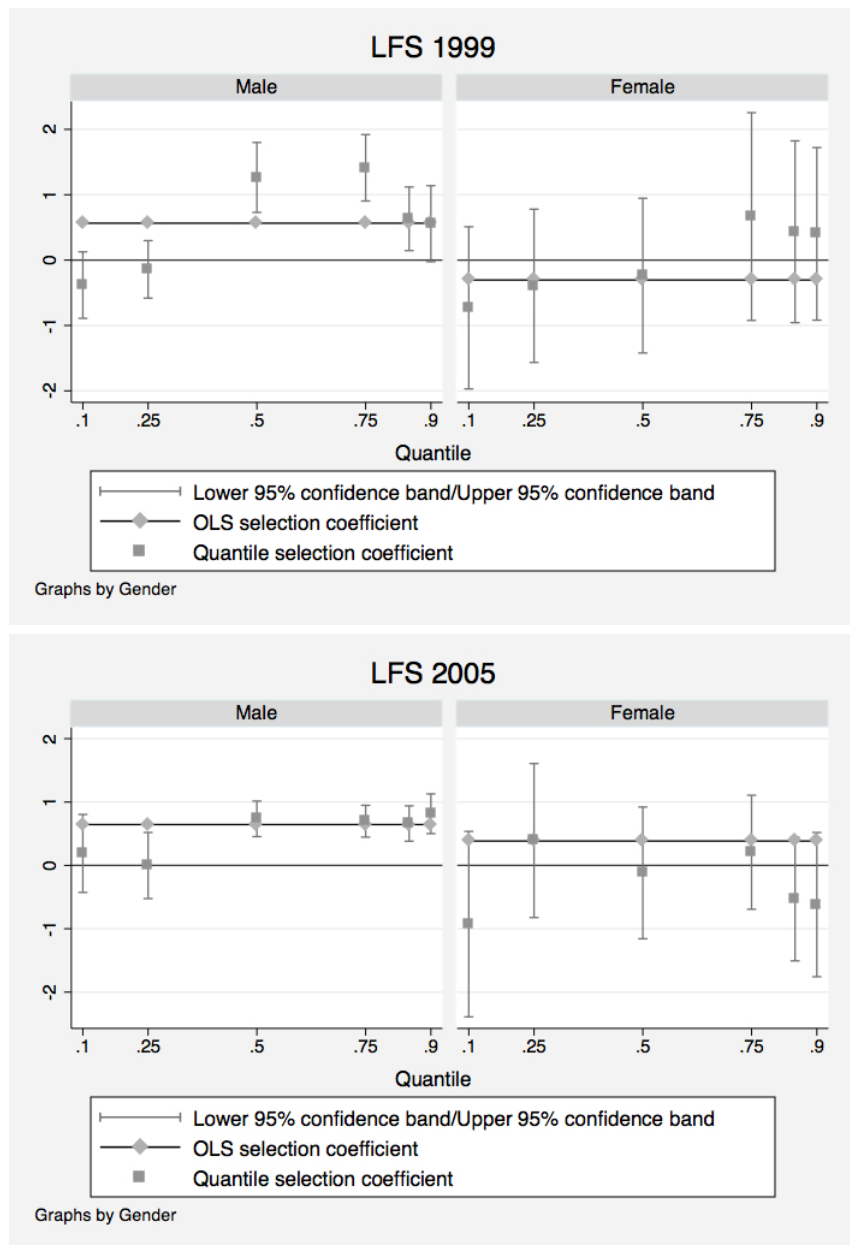 LFS 1999
Male Female
2
1
0
-1
-2
.1 .25 .5 .75 .9 .1 .25 .5 .75 .9
Quantile
Lower 95% confidence band/Upper 95% confidence band
OLS selection coefficient
Quantile selection coefficient
Graphs by Gender
LFS 2005
Male Female
2
1
0
-1
-2
.1 .25 .5 .75 .9 .1 .25 .5 .75 .9
Quantile
Lower 95% confidence band/Upper 95% confidence band
OLS selection coefficient
Quantile selection coefficient
Graphs by Gender